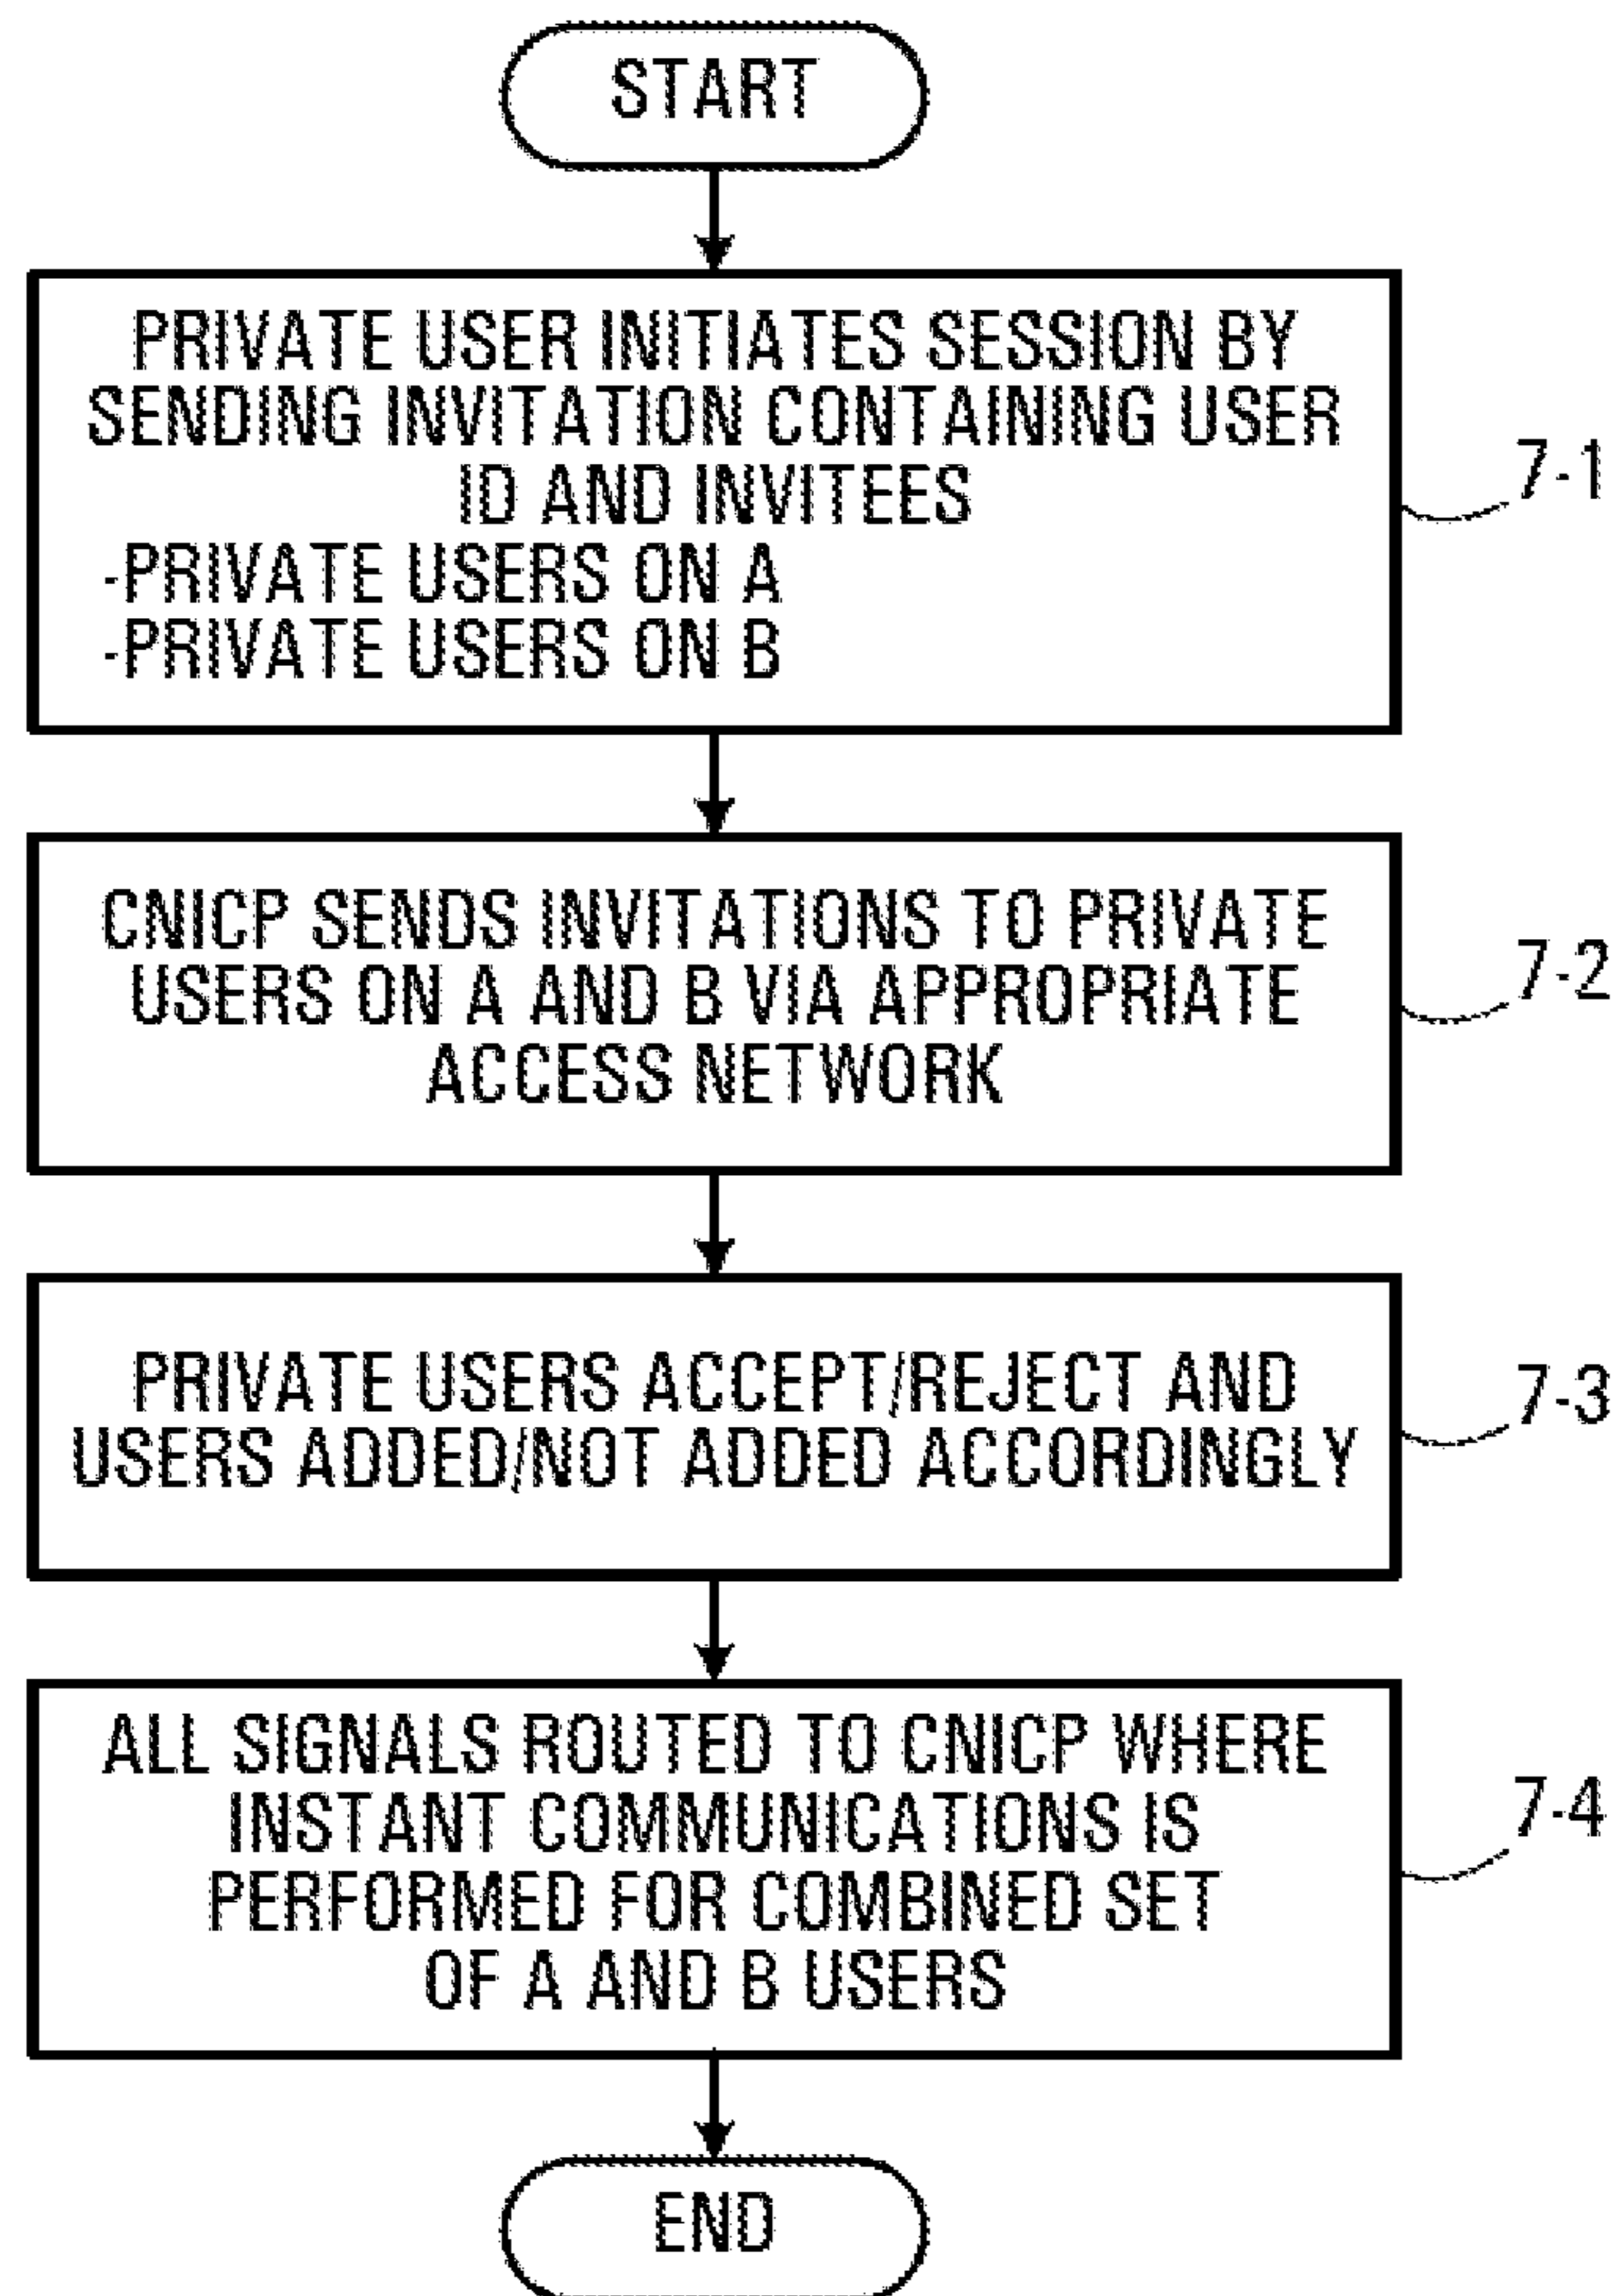 START
PRIVATE USER INITIATES SESSION BY
SENDING INVITATION CONTAINING USER
ID AND INVITEES
-PRIVATE USERS ON A
-PRIVATE USERS ON B
7-1
CNICP SENDS INVITATIONS TO PRIVATE
USERS ON A AND B VIA APPROPRIATE
ACCESS NETWORK
7-2
PRIVATE USERS ACCEPT/REJECT AND
USERS ADDED/NOT ADDED ACCORDINGLY
7-3
ALL SIGNALS ROUTED TO CNICP WHERE
INSTANT COMMUNICATIONS IS
PERFORMED FOR COMBINED SET
OF A AND B USERS
7-4
END